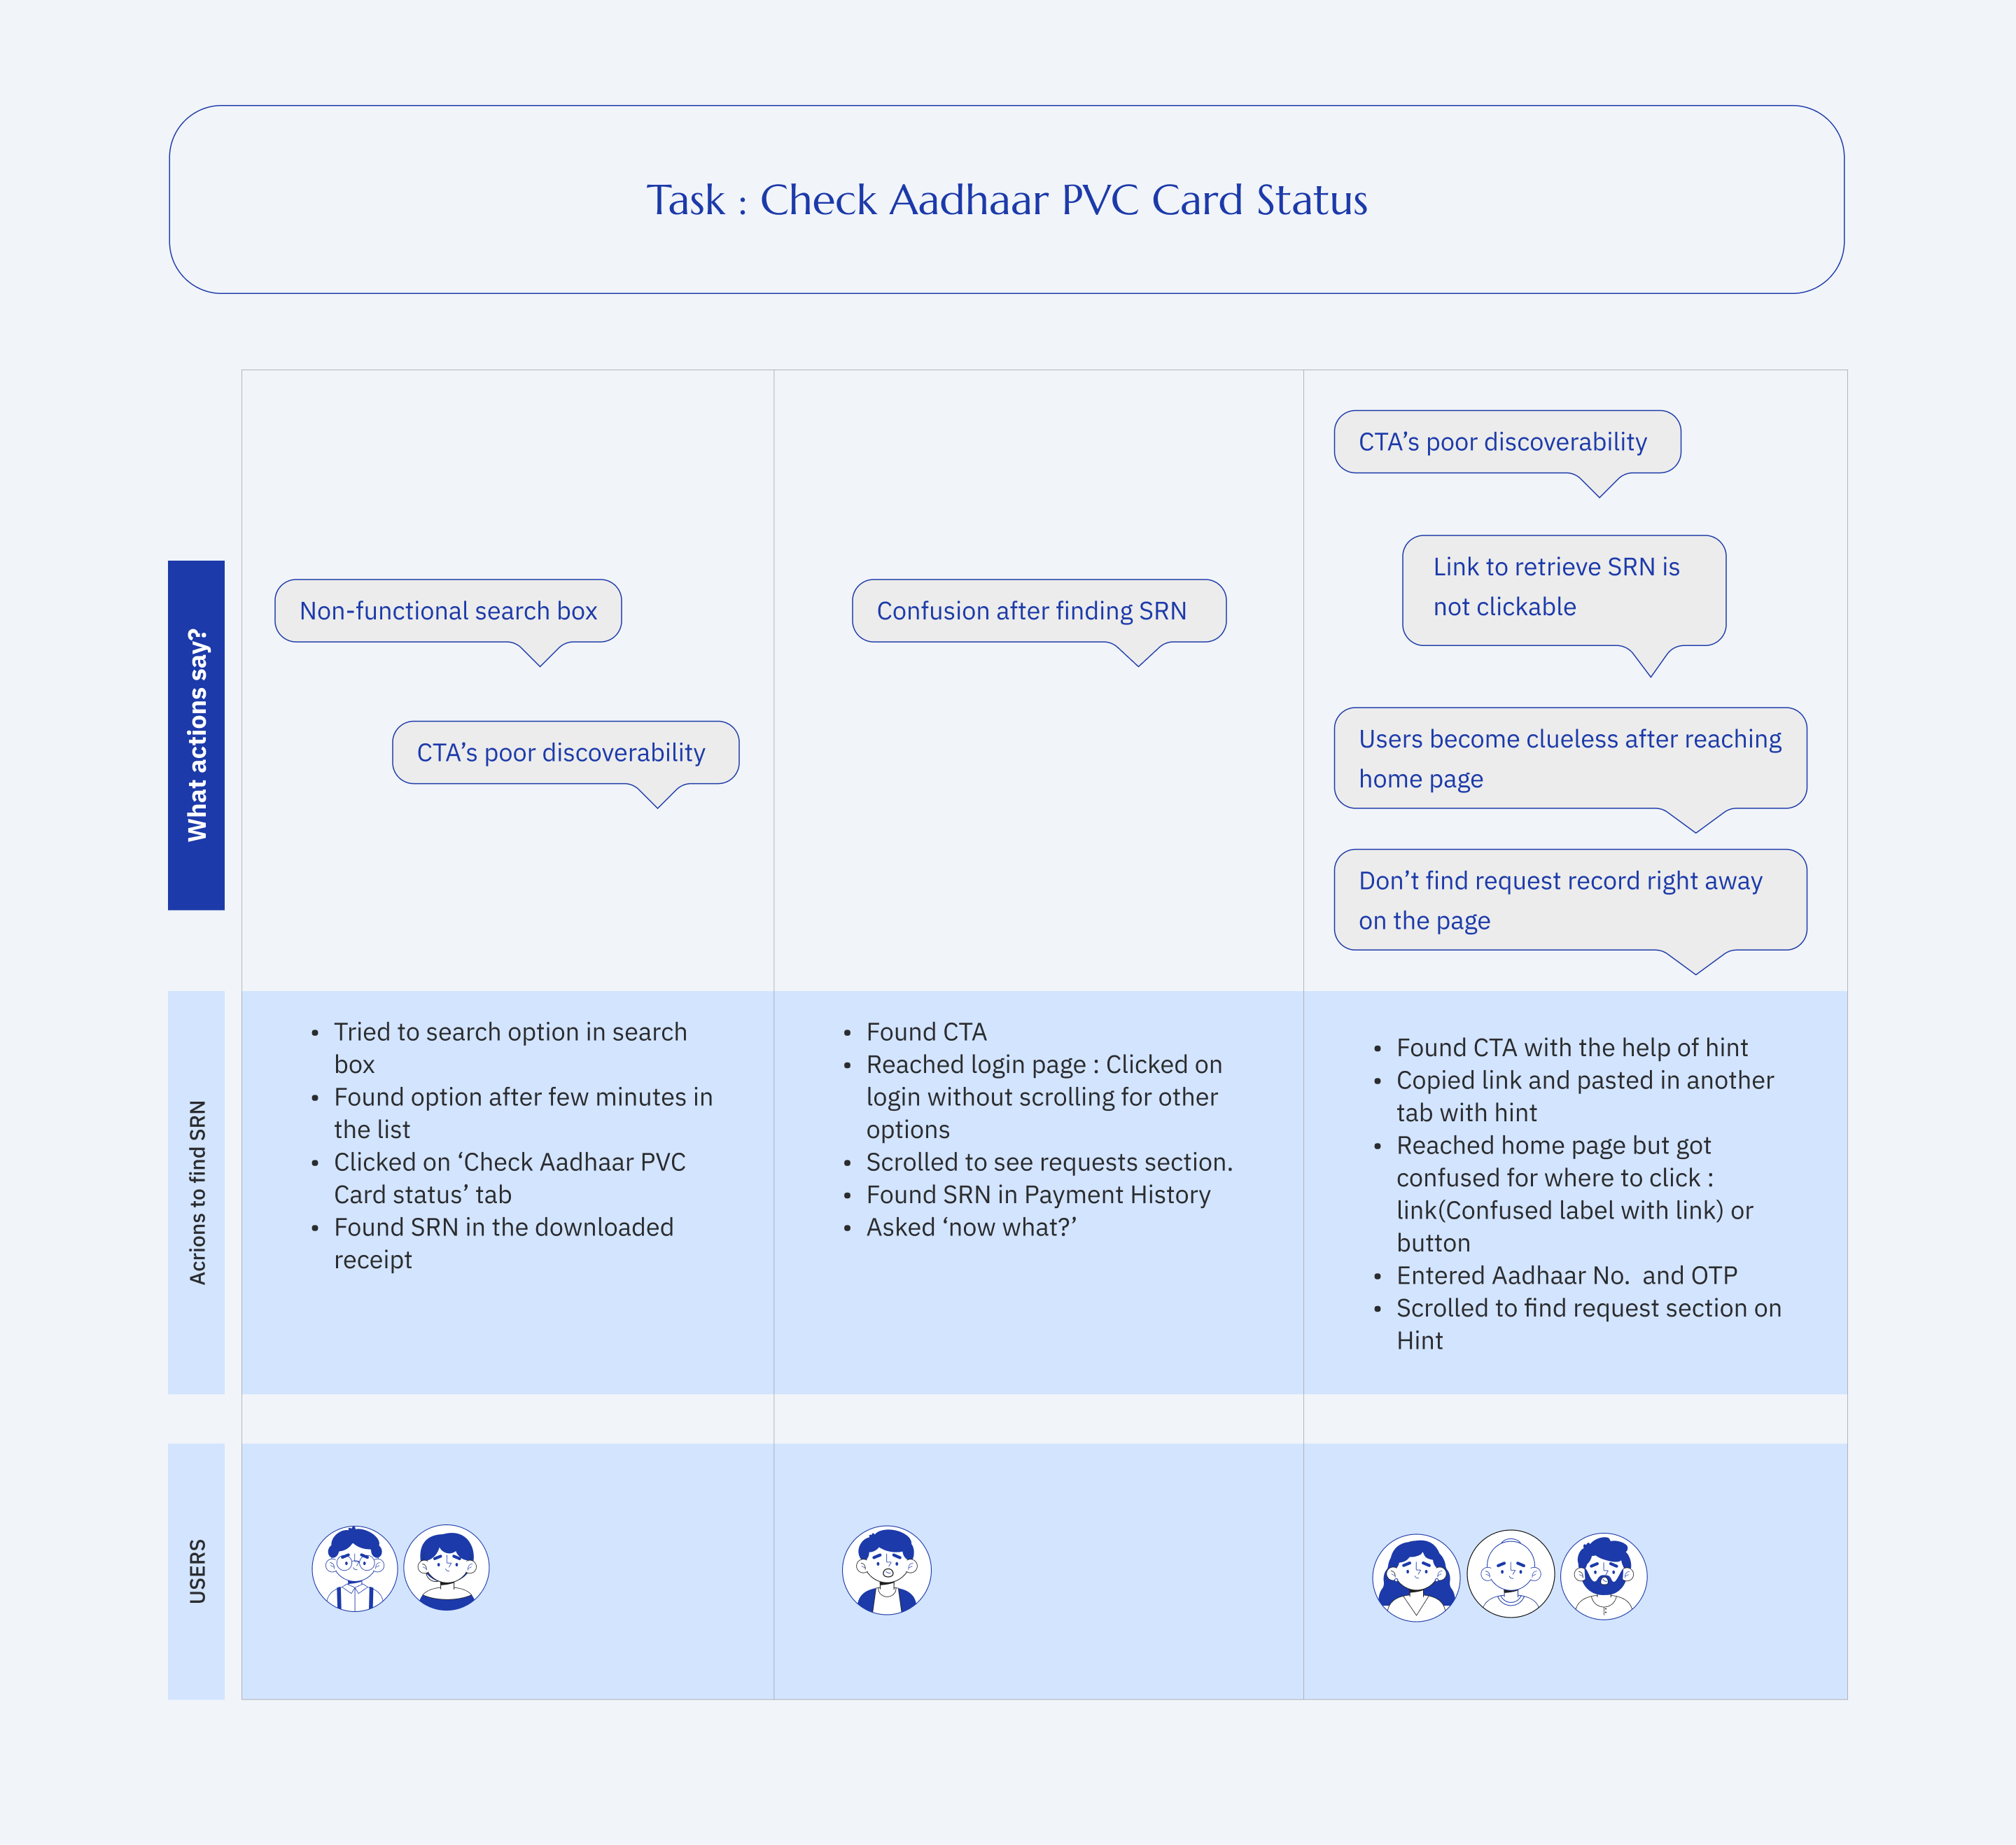 Task : Check Aadhaar PVC Card Status
What actions say?
Non-functional search box
CTA’s poor discoverability
Confusion after finding SRN
CTA’s poor discoverability
Link to retrieve SRN is
not clickable
Users become clueless after reaching
home page
Don’t find request record right away
on the page
Acrions to find SRN
• Tried to search option in search
box
• Found option after few minutes in
the list
• Clicked on ‘Check Aadhaar PVC
Card status’ tab
• Found SRN in the downloaded
receipt
• Found CTA
• Reached login page : Clicked on
login without scrolling for other
options
• Scrolled to see requests section.
• Found SRN in Payment History
• Asked ‘now what?’
• Found CTA with the help of hint
• Copied link and pasted in another
tab with hint
• Reached home page but got
confused for where to click :
link(Confused label with link) or
button
• Entered Aadhaar No.  and OTP
• Scrolled to find request section on
Hint
USERS